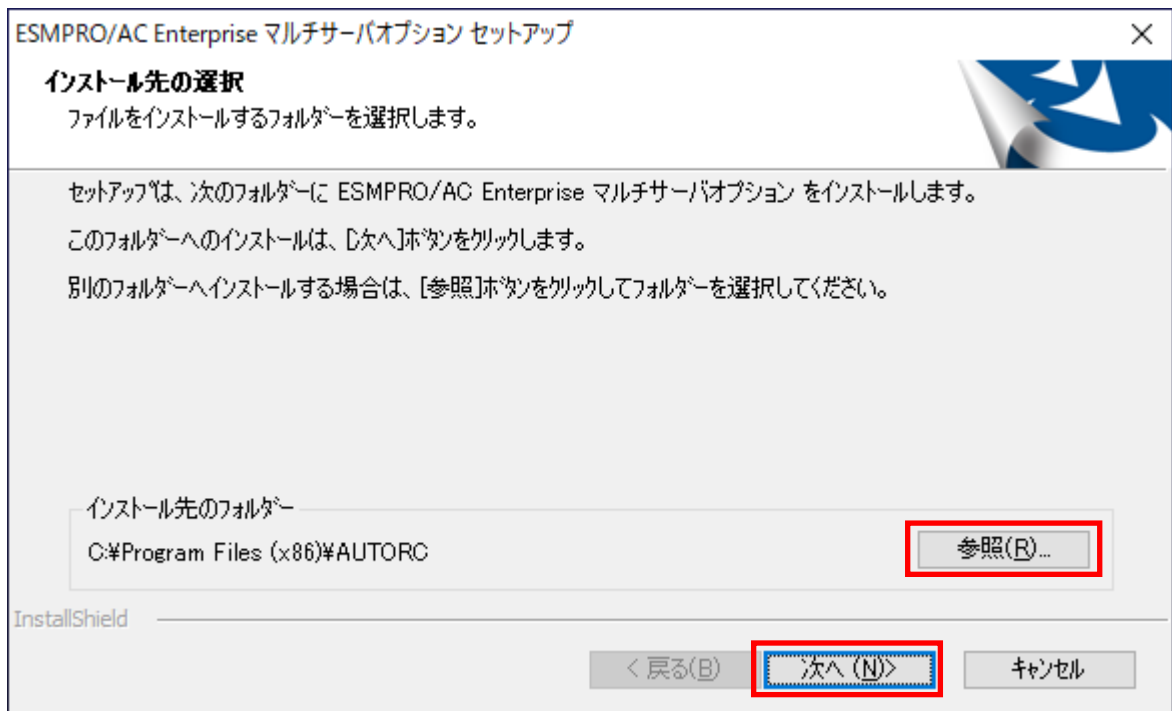 ESMPRO/AC Enterprise マルチサーバオプション セットアップ
インストール先の選択
ファイルをインストールするフォルダーを選択します。
セットアップは、次のフォルダーに ESMPRO/AC Enterprise マルチサーバオプション をインストールします。
このフォルダーへのインストールは、[次へ]ボタンをクリックします。
別のフォルダーへインストールする場合は、[参照]ボタンをクリックしてフォルダーを選択してください。
インストール先のフォルダー
C:¥Program Files (x86)¥AUTORC
参照(R)...
InstallShield
< 戻る(B)
次へ (N)>
キャンセル